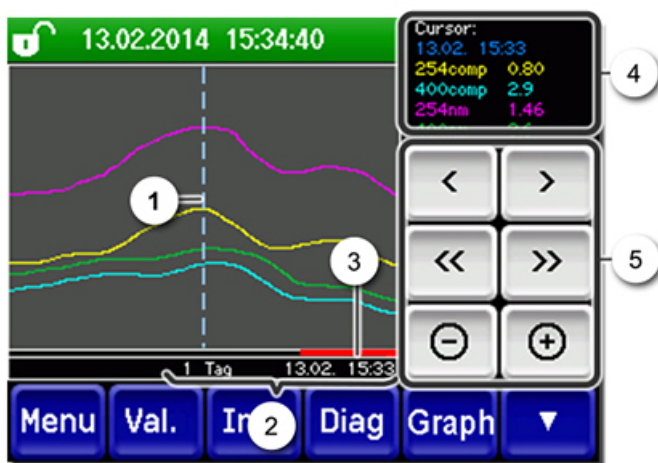 13.02.2014 15:34:40
Cursor:
13.02. 15:33
254comp 0.80
400comp 2.9
254nm 1.46
4
1
3
< >
<< >>
5
1 Tag 13.02. 15:33
Menu Val. Diag Graph ▼
2